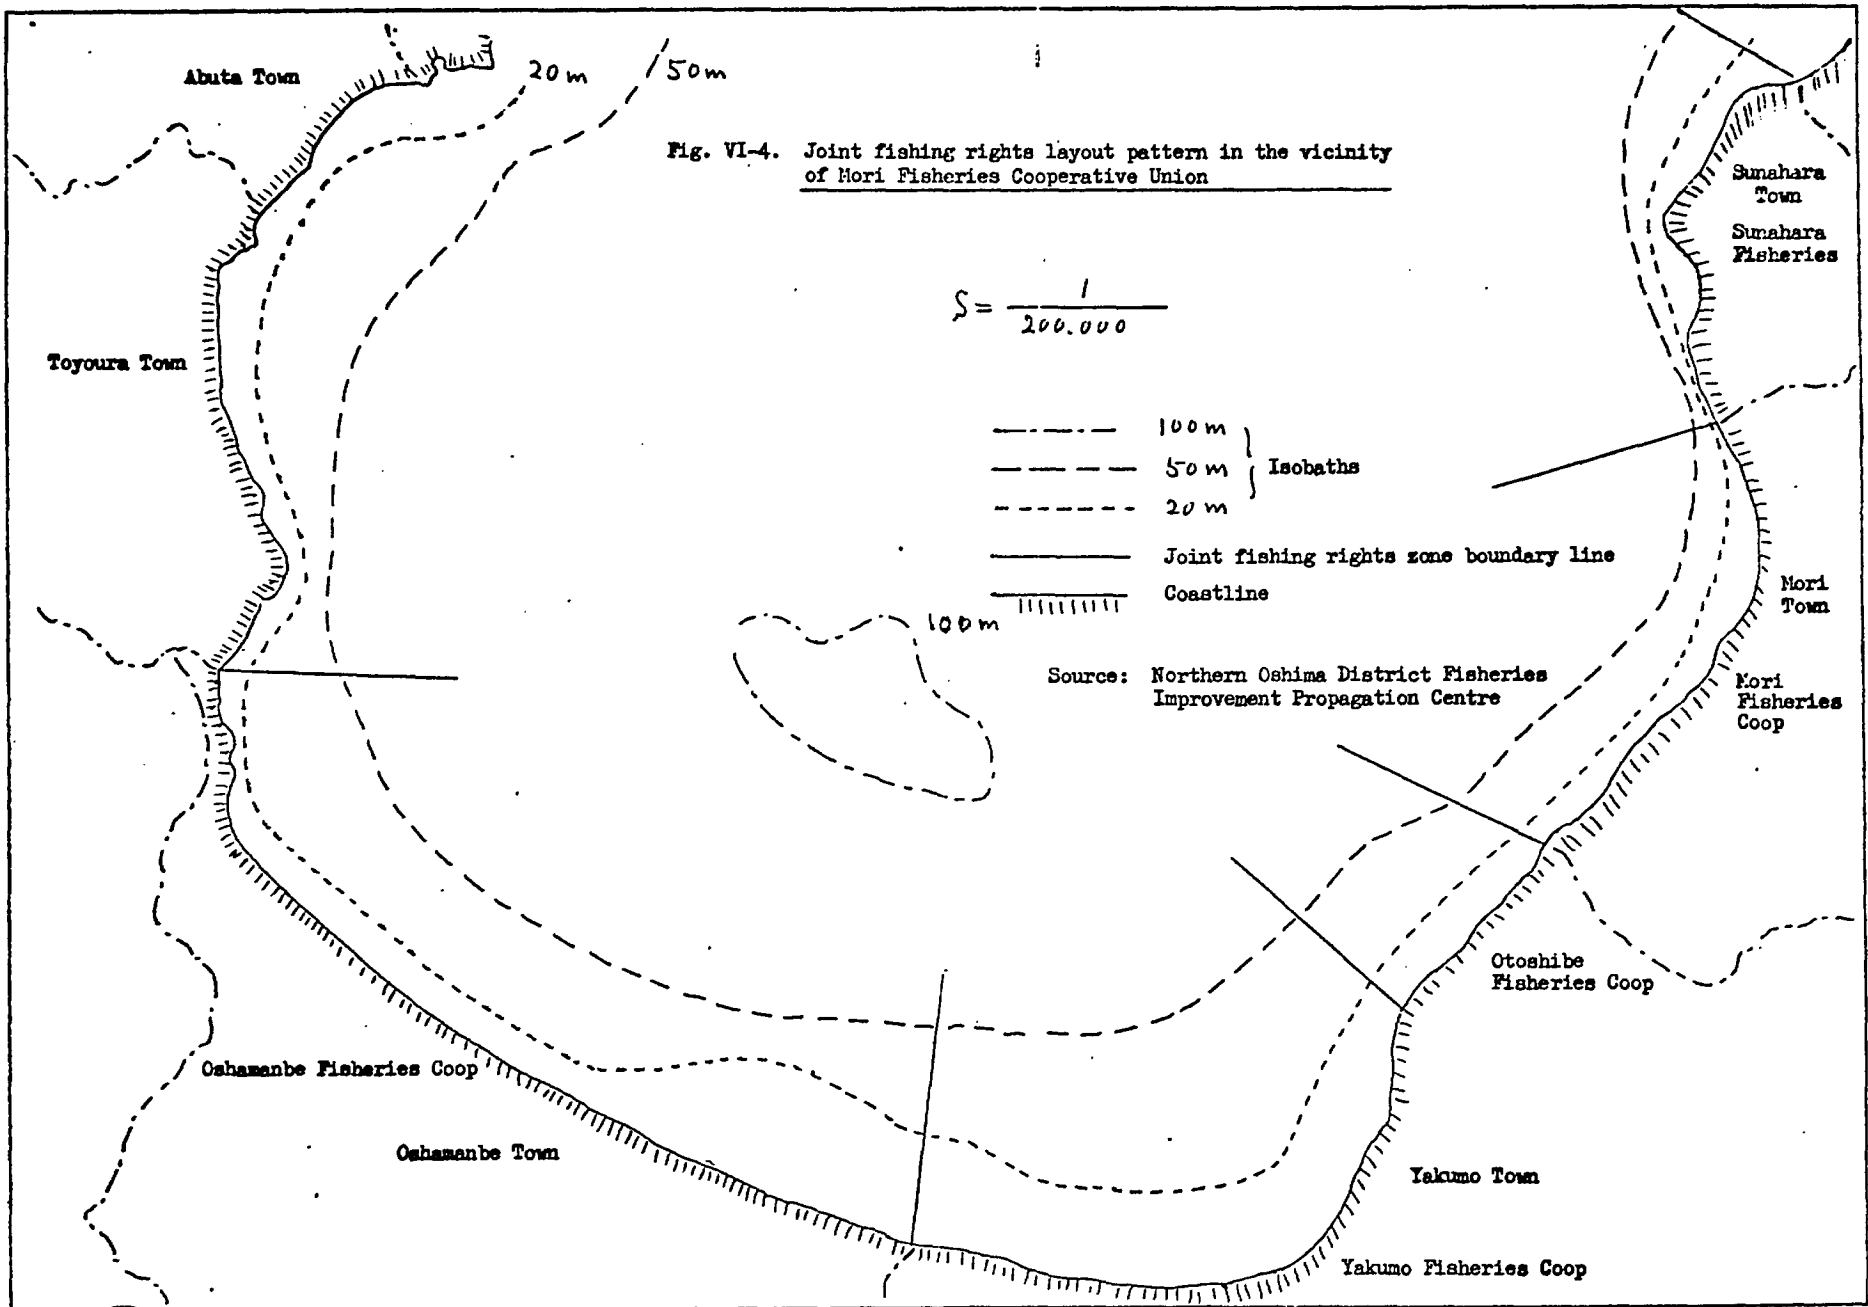 Abuta Town
20 m
50 m
Fig. VI-4. Joint fishing rights layout pattern in the vicinity
of Mori Fisheries Cooperative Union
Sunahara
Town
Sunahara
Fisheries
S = 1
200.000
Toyoura Town
100 m
50 m
Isobaths
20 m
Joint fishing rights zone boundary line
Coastline
Mori
Town
100 m
Source: Northern Oshima District Fisheries
Improvement Propagation Centre
Mori
Fisheries
Coop
Otoshibe
Fisheries Coop
Oshamanbe Fisheries Coop
Oshamanbe Town
Yakumo Town
Yakumo Fisheries Coop